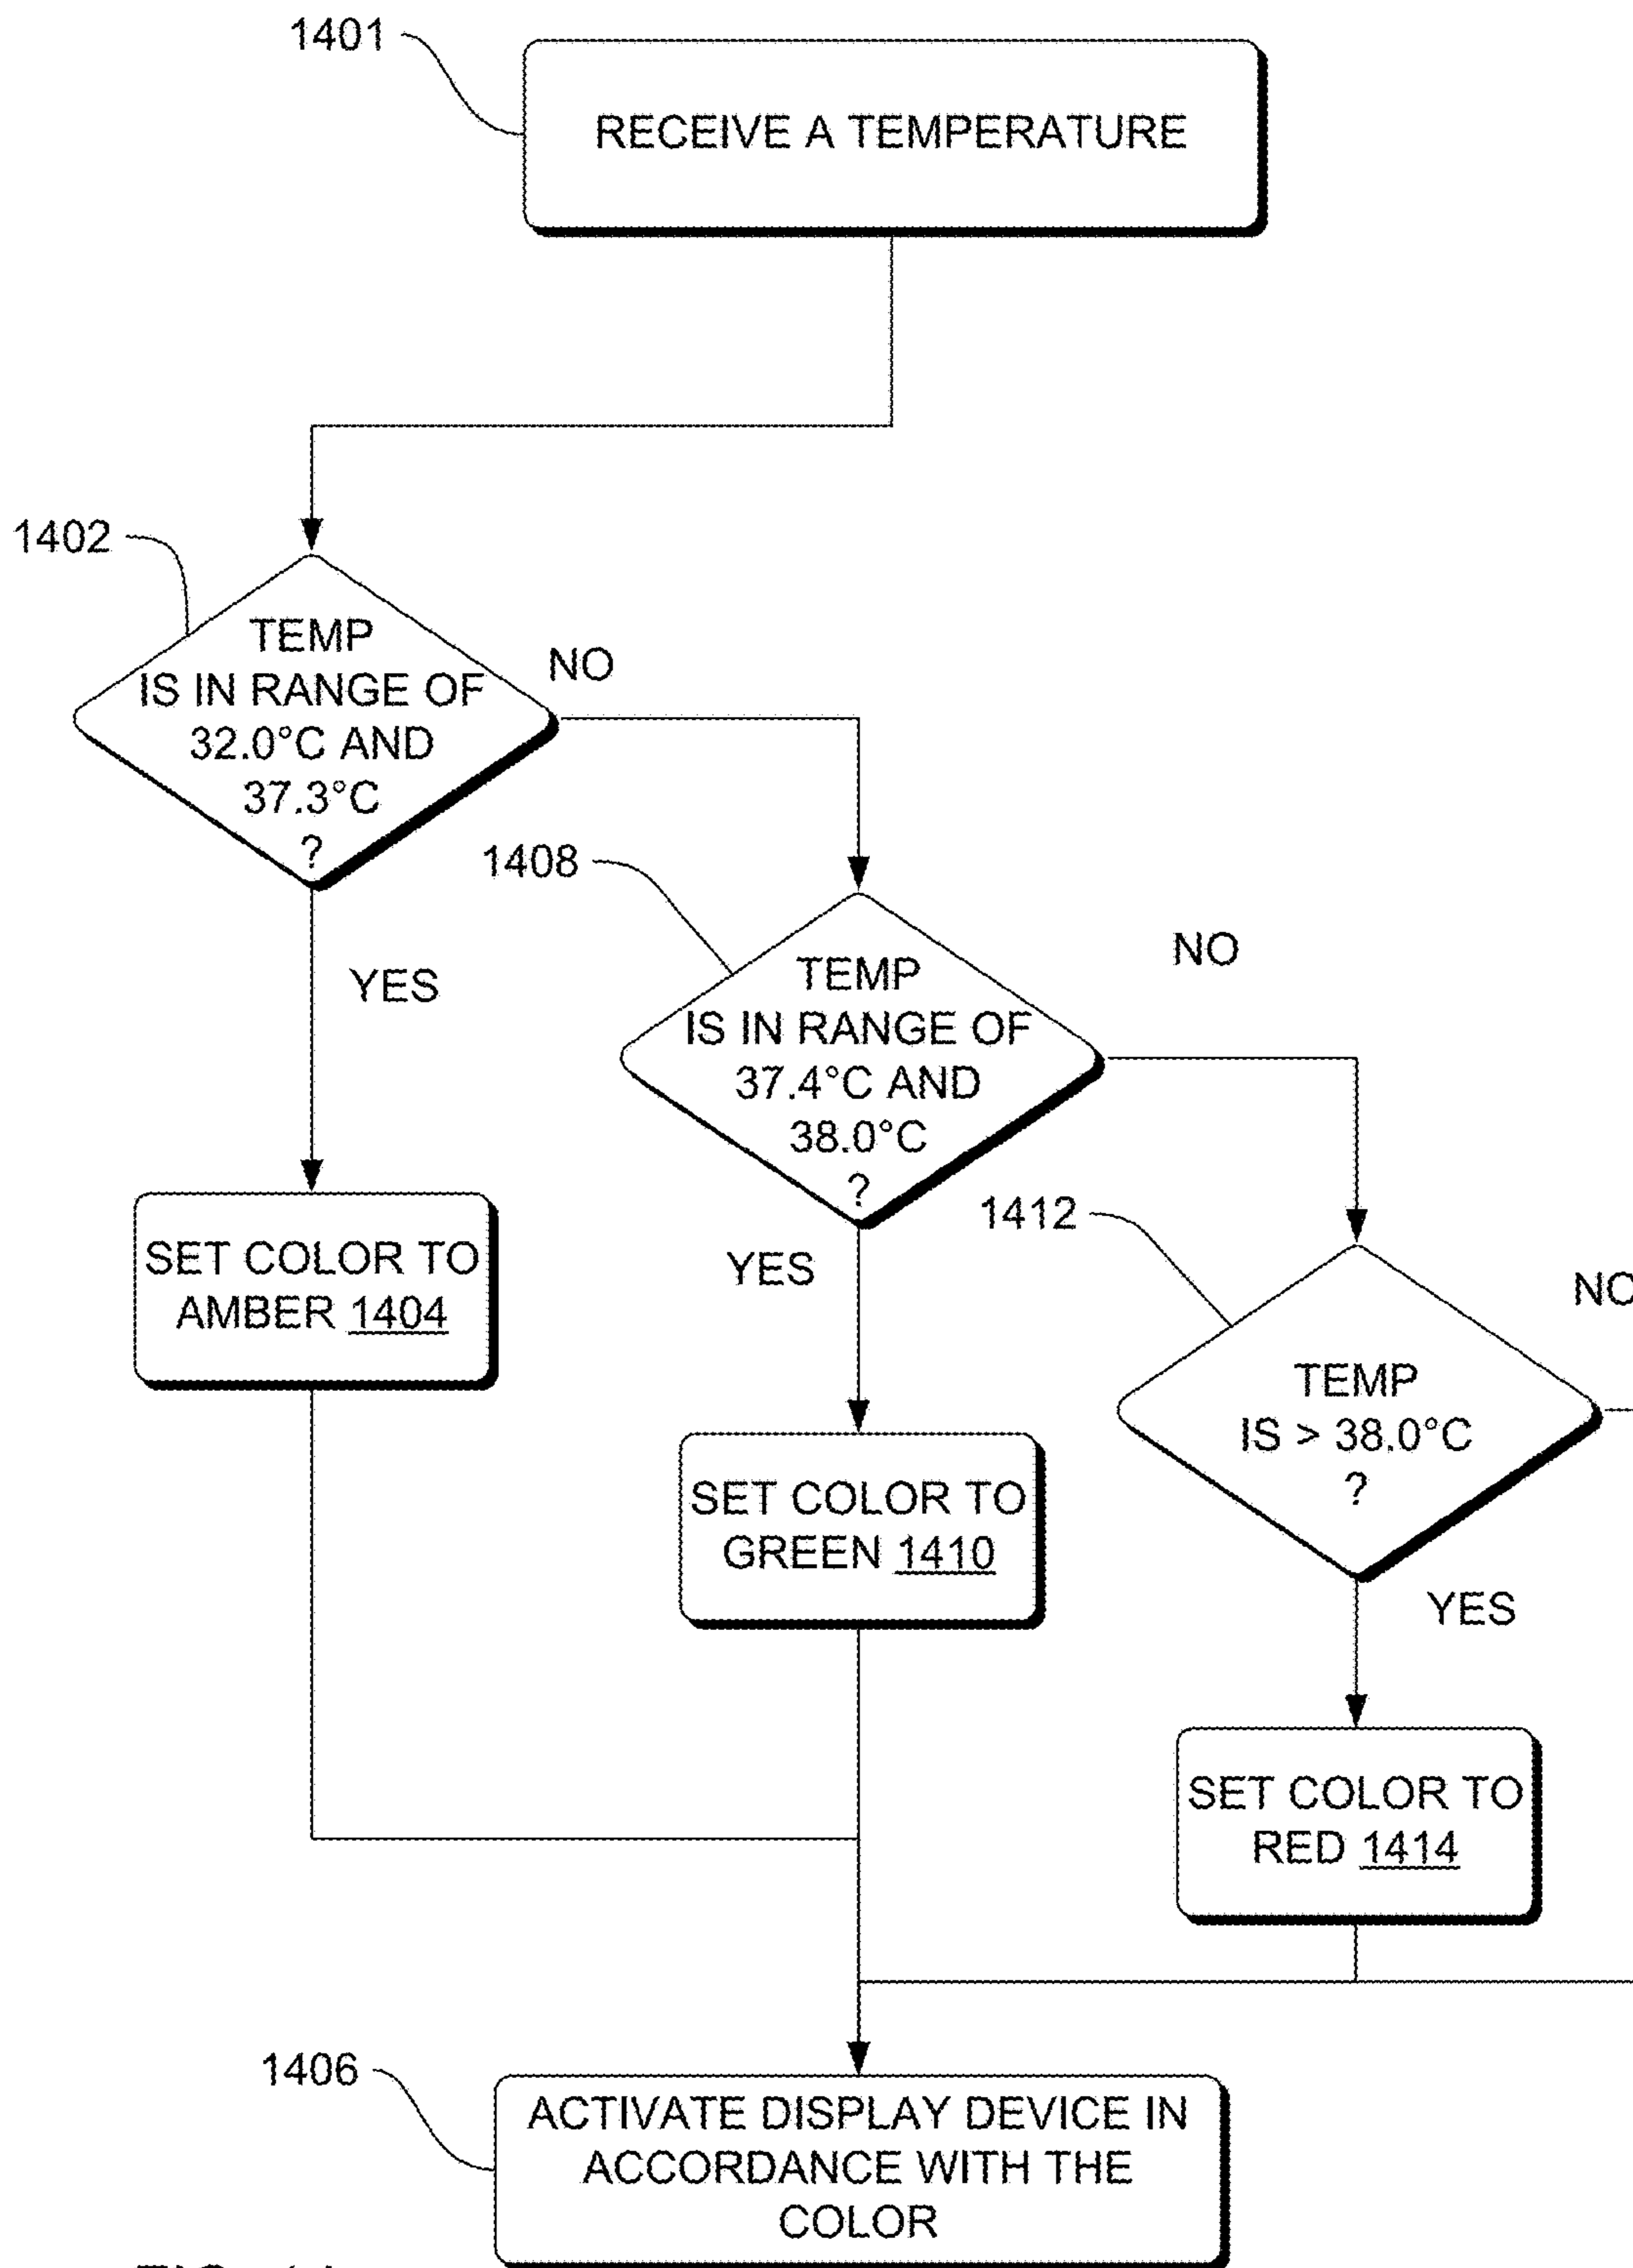 1401
RECEIVE A TEMPERATURE
1402
TEMP
IS IN RANGE OF
32.0°C AND
37.3°C
?
NO
YES
1408
TEMP
IS IN RANGE OF
37.4°C AND
38.0°C
?
NO
YES
1412
TEMP
IS > 38.0°C
?
NO
YES
SET COLOR TO
AMBER 1404
SET COLOR TO
GREEN 1410
SET COLOR TO
RED 1414
1406
ACTIVATE DISPLAY DEVICE IN
ACCORDANCE WITH THE
COLOR